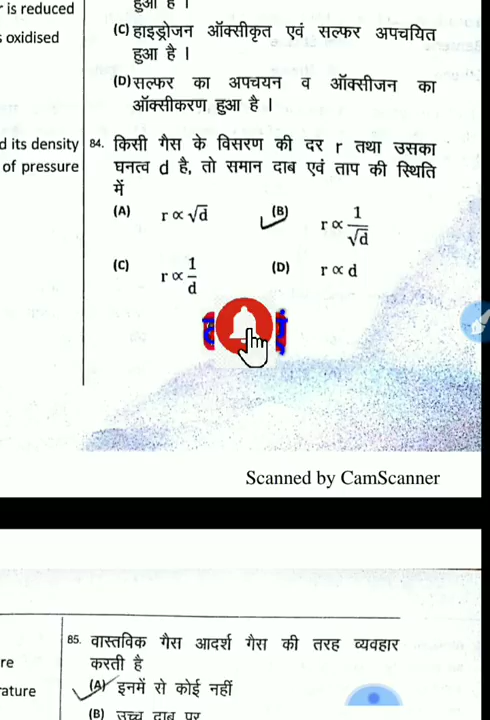 r is reduced
हुआ है ।
s oxidised
(C) हाइड्रोजन ऑक्सीकृत एवं सल्फर अपचयित
हुआ है ।
(D) सल्फर का अपचयन व ऑक्सीजन का
ऑक्सीकरण हुआ है ।
d its density
of pressure
84. किसी गैस के विसरण की दर r तथा उसका
घनत्व d है, तो समान दाब एवं ताप की स्थिति
में
(A) r ∝ √d (B) r ∝ 1/√d
(C) r ∝ 1/d (D) r ∝ d
Scanned by CamScanner
85. वास्तविक गैरा आदर्श गैरा की तरह व्यवहार
करती है
re
(A) इनमें रो कोई नहीं
rature
(B) उच्च दाब पर